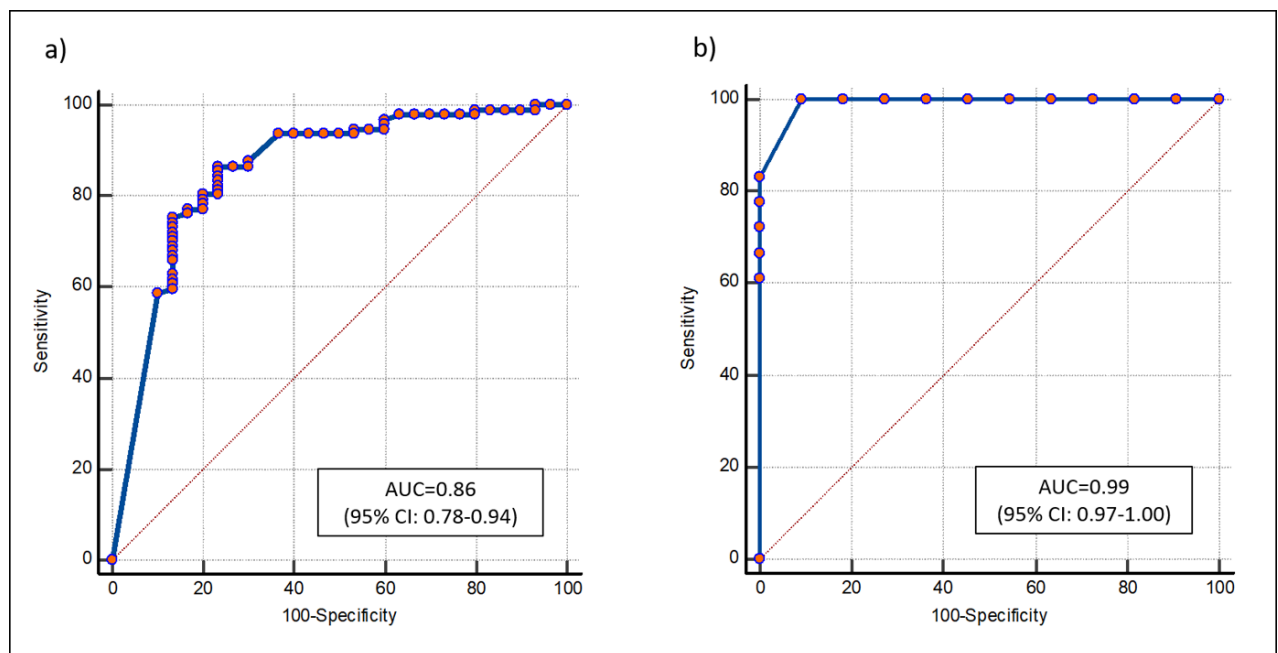 a)
100
80
60
40
20
0
Sensitivity
AUC=0.86
(95% CI: 0.78-0.94)
0 20 40 60 80 100
100-Specificity
b)
100
80
60
40
20
0
Sensitivity
AUC=0.99
(95% CI: 0.97-1.00)
0 20 40 60 80 100
100-Specificity